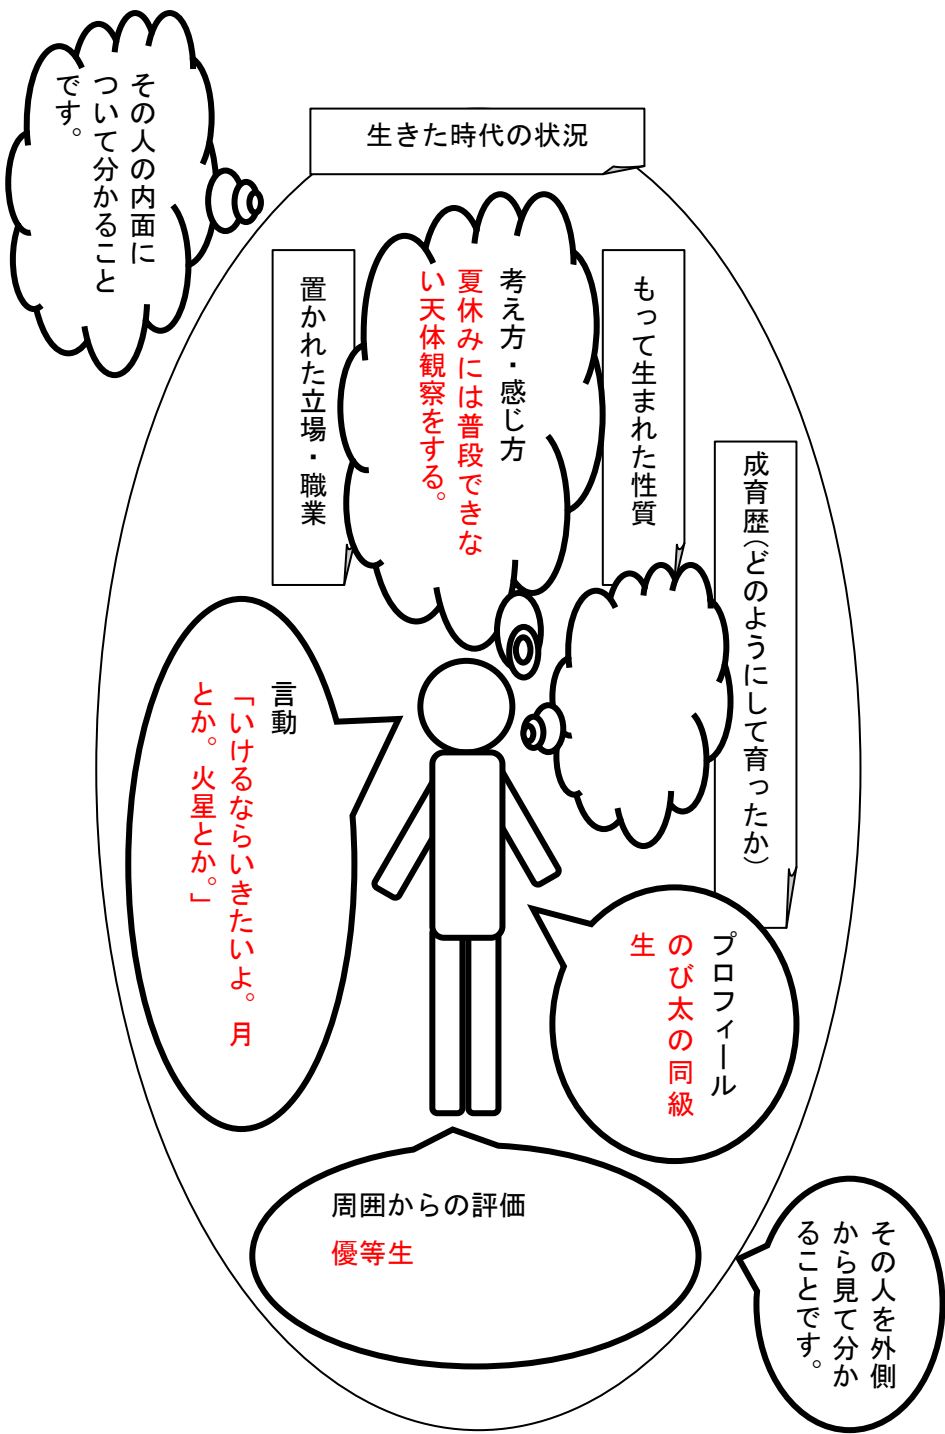 その人の内面に
ついて分かること
です。
生きた時代の状況
もって生まれた性質
成育歴（どのようにして育ったか）
考え方・感じ方
夏休みには普段できな
い天体観察をする。
置かれた立場・職業
言動
「いけるならいきたいよ。月
とか。火星とか。」
プロフィール
のび太の同級
生
周囲からの評価
優等生
その人を外側
から見て分か
ることです。